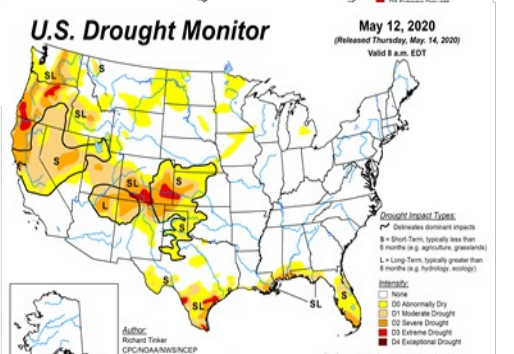 U.S. Drought Monitor
May 12, 2020
(Released Thursday, May. 14, 2020)
Valid 8 a.m. EDT
SL
S
SL
S
SL
S
L
S
S
SL
SL
S
Drought Impact Types:
Delineates dominant impacts
S = Short-Term, typically less than
6 months (e.g. agriculture, grasslands)
L = Long-Term, typically greater than
6 months (e.g. hydrology, ecology)
Intensity:
None
D0 Abnormally Dry
D1 Moderate Drought
D2 Severe Drought
D3 Extreme Drought
D4 Exceptional Drought
Author:
Richard Tinker
CPC/NOAA/NWS/NCEP